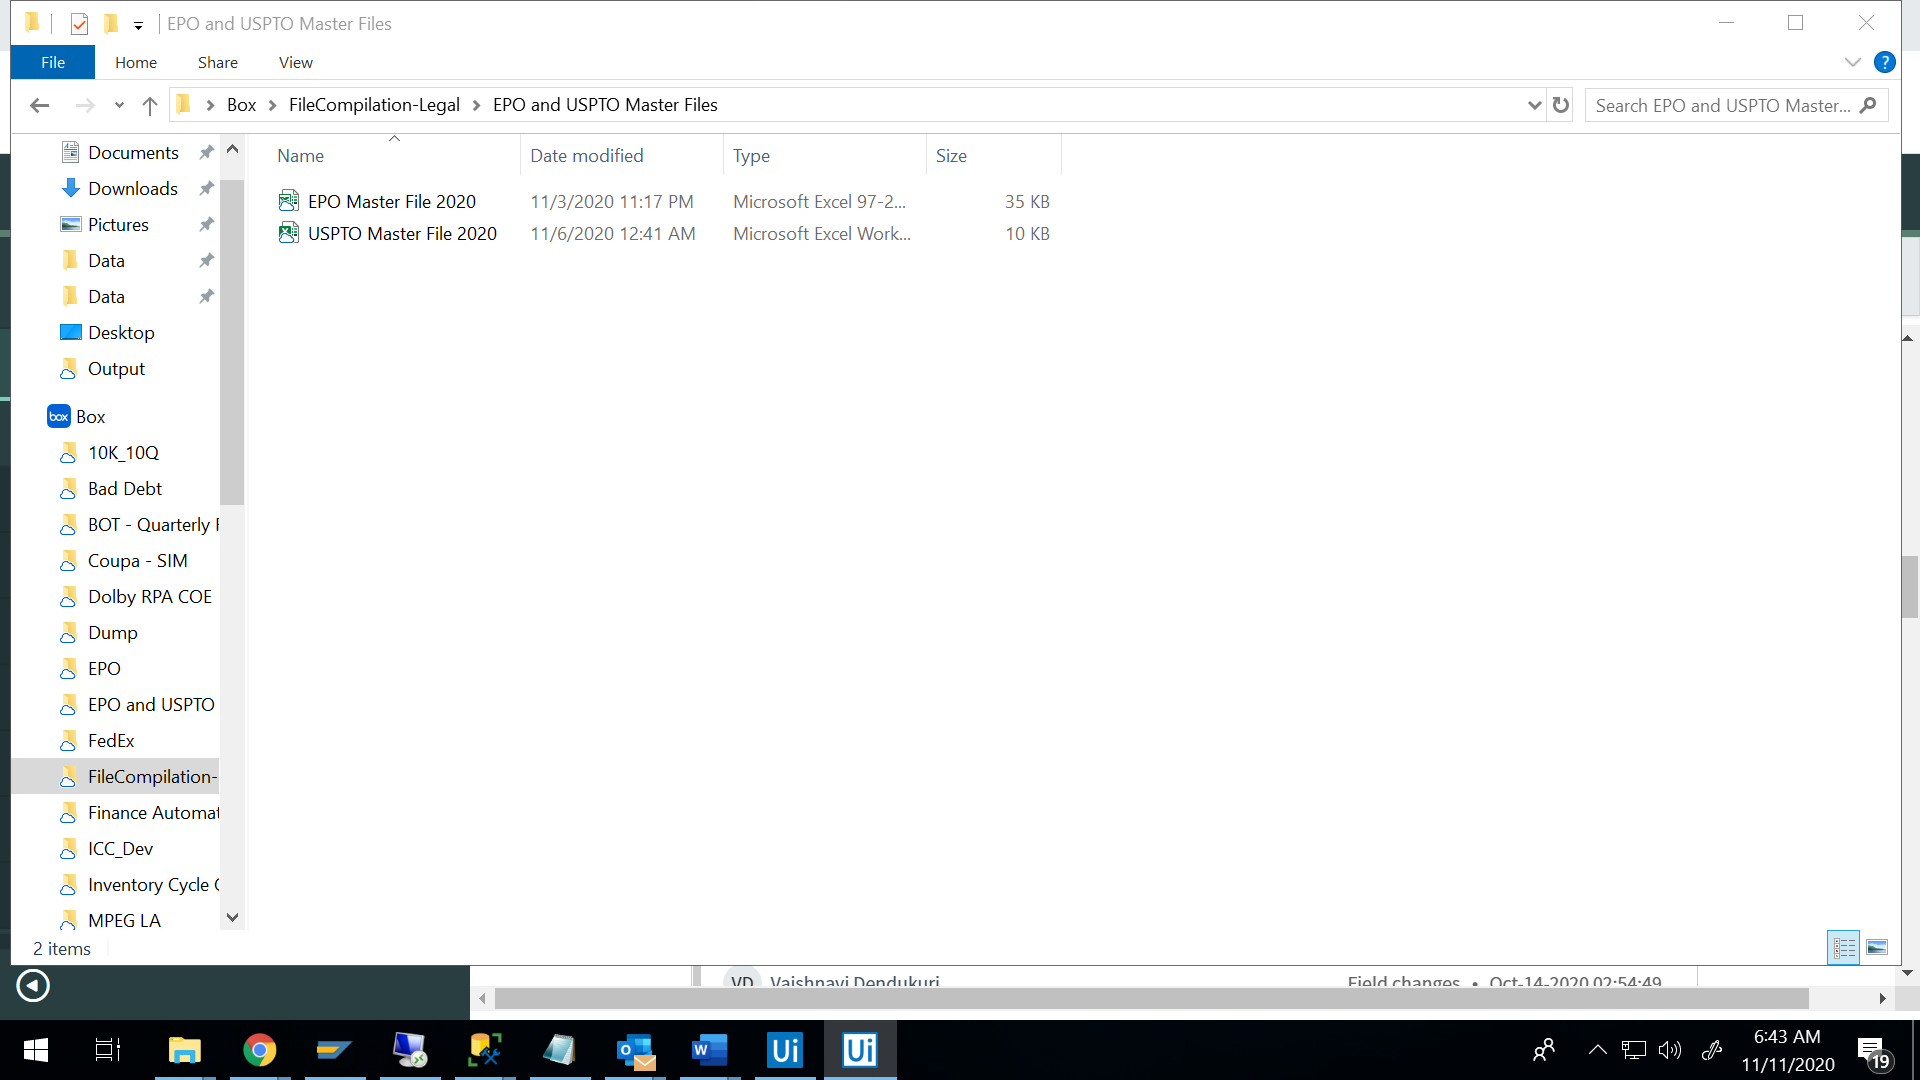 EPO and USPTO Master Files
File Home Share View
Box FileCompilation-Legal EPO and USPTO Master Files
Search EPO and USPTO Master...
Name Date modified Type Size
EPO Master File 2020 11/3/2020 11:17 PM Microsoft Excel 97-2... 35 KB
USPTO Master File 2020 11/6/2020 12:41 AM Microsoft Excel Work... 10 KB
Documents
Downloads
Pictures
Data
Data
Desktop
Output
box Box
10K_10Q
Bad Debt
BOT - Quarterly
Coupa - SIM
Dolby RPA COE
Dump
EPO
EPO and USPTO
FedEx
FileCompilation-
Finance Automat
ICC_Dev
Inventory Cycle
MPEG LA
2 items
VD Vaishnavi Dendukuri Field changes • Oct-14-2020 02:54:49
Ui Ui
6:43 AM
11/11/2020
19